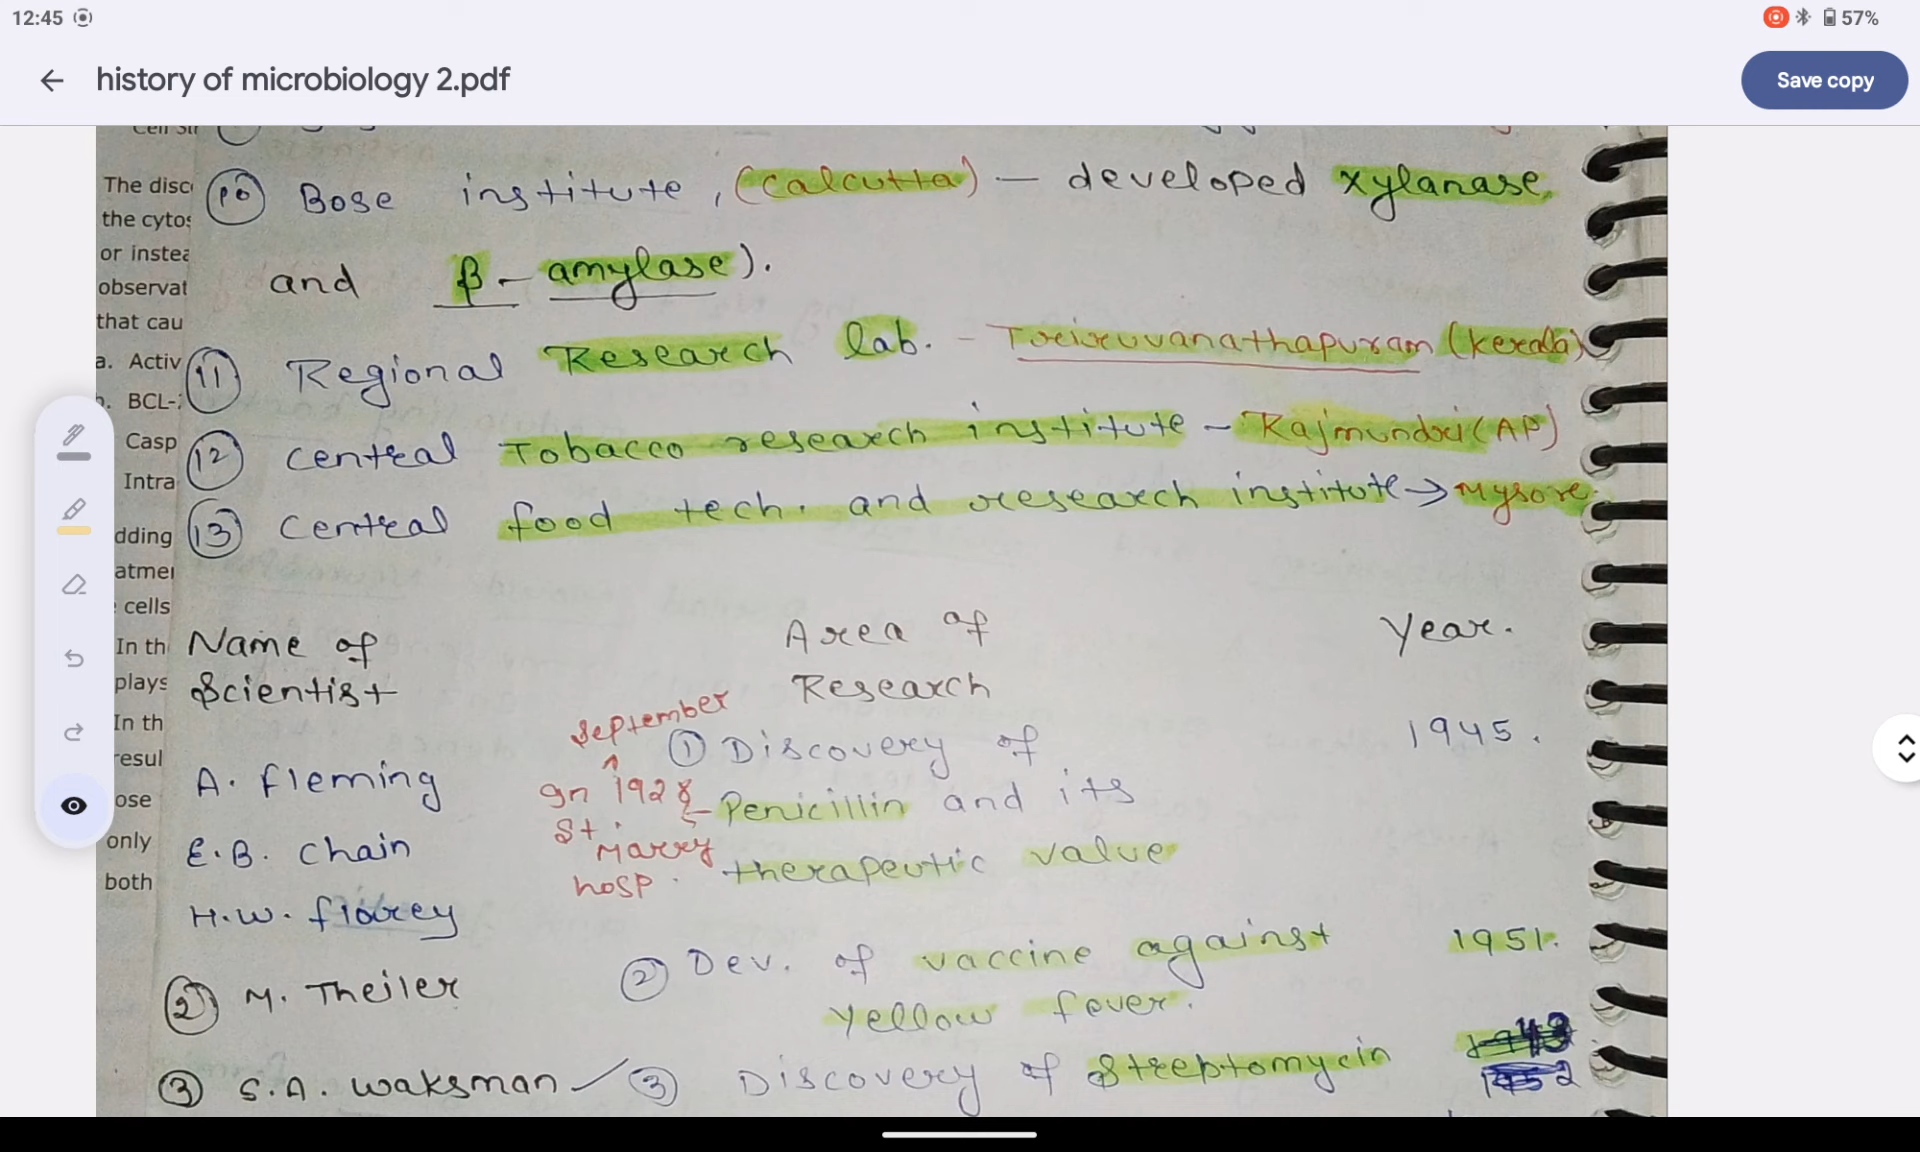 12:45
57%
history of microbiology 2.pdf
Save copy
Cell Str
The disc
the cytos
or instea
observat
that cau
a. Activ
. BCL-
Casp
Intra
dding
atmer
cells
In th
plays
In th
resul
ose
only
both
10 Bose institute, (Calcutta) — developed xylanase
and β - amylase).
11 Regional Research lab. - Treiruvanathapuram (Kerala)
12 Central Tobacco research institute - Rajmundri (AP)
13 Central food tech. and research institute → Mysore.
Name of Scientist
Area of Research
Year.
A. Fleming
E.B. Chain
H.W. florey
september
In 1928
St. Marry
hosp.
① Discovery of
Penicillin and its
therapeutic value
1945.
② M. Theiler
② Dev. of vaccine against
Yellow fever.
1951.
③ S.A. Waksman
③ Discovery of Streptomycin
1952